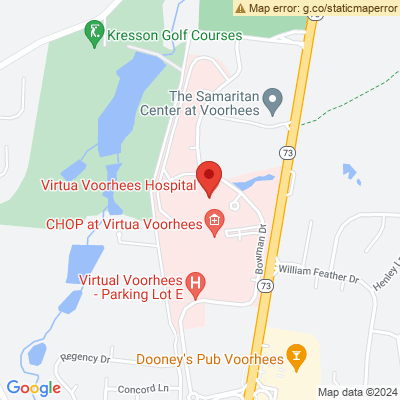 Map error: g.co/staticmaperror
Kresson Golf Courses
73
The Samaritan
Center at Voorhees
73
Virtua Voorhees Hospital
CHOP at Virtua Voorhees
Bowman Dr
William Feather Dr
Henley L
Virtual Voorhees
- Parking Lot E
H
73
Regency Dr
Dooney's Pub Voorhees
Concord Ln
Google
Map data ©2024